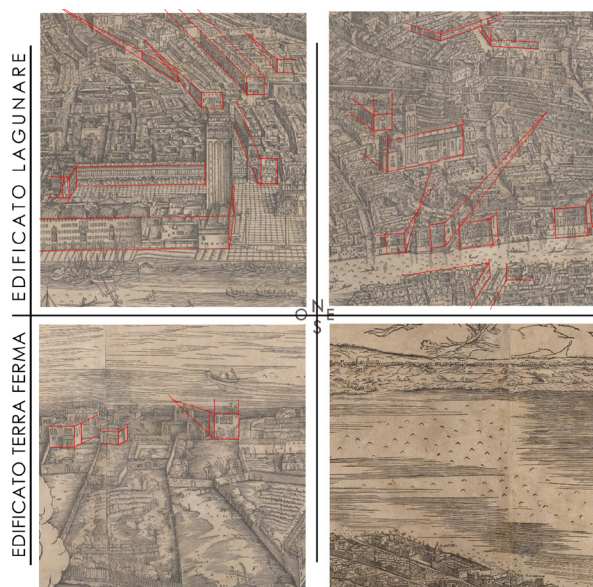 EDIFICATO LAGUNARE
N
O E
S
EDIFICATO TERRA FERMA